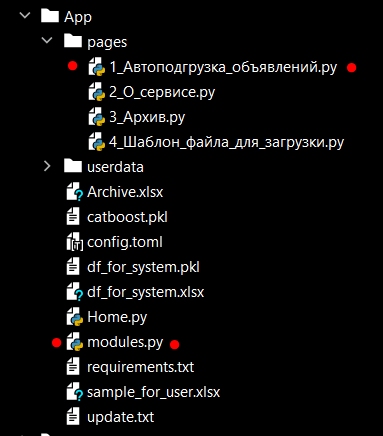 App
pages
1_Автоподгрузка_объявлений.py
2_О_сервисе.py
3_Архив.py
4_Шаблон_файла_для_загрузки.py
userdata
Archive.xlsx
catboost.pkl
config.toml
df_for_system.pkl
df_for_system.xlsx
Home.py
modules.py
requirements.txt
sample_for_user.xlsx
update.txt